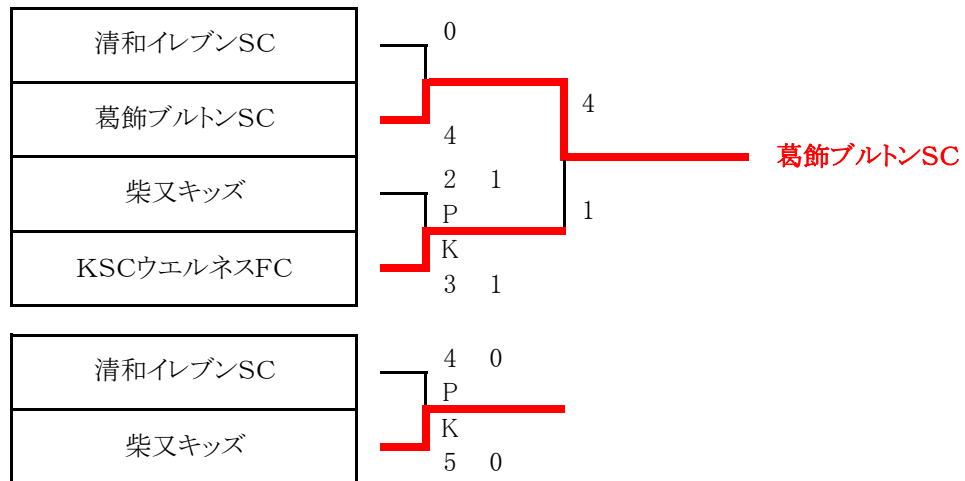 清和イレブンSC
0
葛飾ブルトンSC
4
4
葛飾ブルトンSC
柴又キッズ
2 1
P
K
1
KSCウエルネスFC
3 1
清和イレブンSC
4 0
P
K
柴又キッズ
5 0